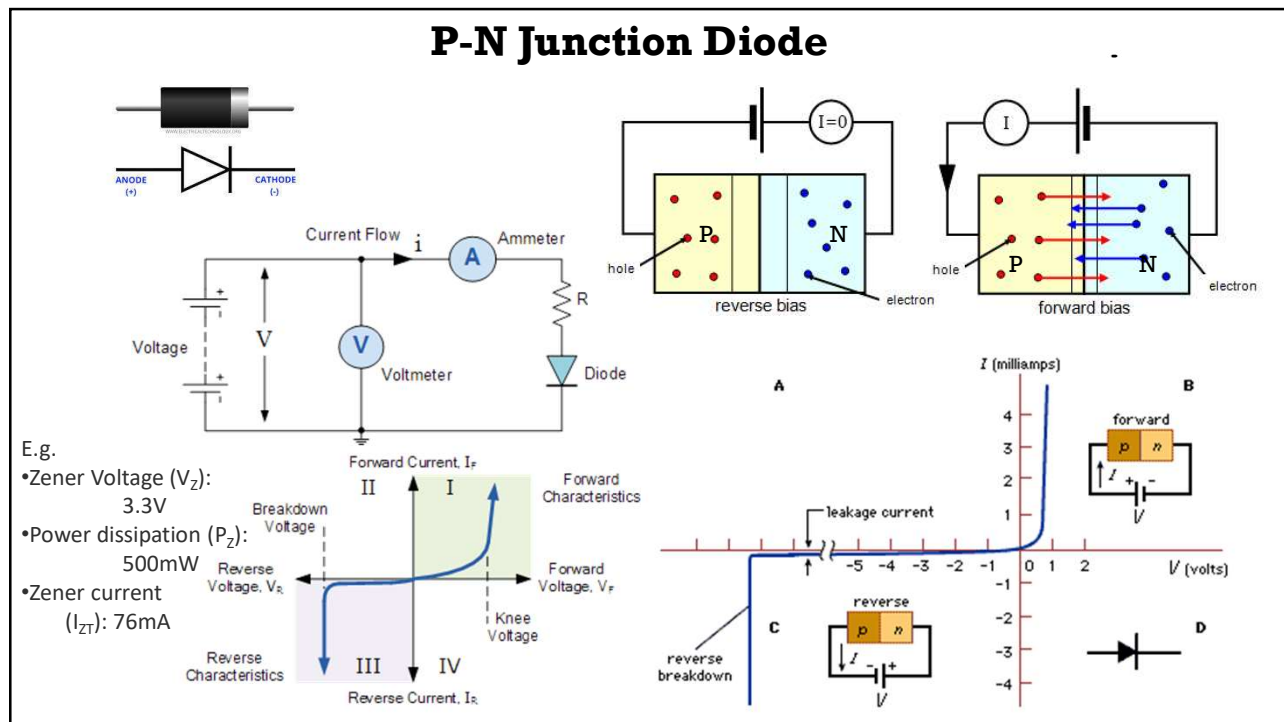 P-N Junction Diode
-
WWW.ELECTRICALTECHNOLOGY.ORG
ANODE
(+)
CATHODE
(-)
I=0
P
N
hole
electron
reverse bias
I
P
N
hole
electron
forward bias
Current Flow
i
Ammeter
A
R
+
Voltage
V
V
Voltmeter
Diode
+
E.g.
•Zener Voltage (VZ):
3.3V
•Power dissipation (PZ):
500mW
•Zener current
(IZT): 76mA
Forward Current, IF
II
I
Forward
Characteristics
Breakdown
Voltage
Reverse
Voltage, VR
Forward
Voltage, VF
Knee
Voltage
Reverse
Characteristics
III
IV
Reverse Current, IR
I (milliamps)
A
B
4
3
2
1
forward
p n
I + -
V
leakage current
-5 -4 -3 -2 -1 1 2
V (volts)
-1
-2
-3
-4
reverse
p n
I - +
V
C
D
reverse
breakdown